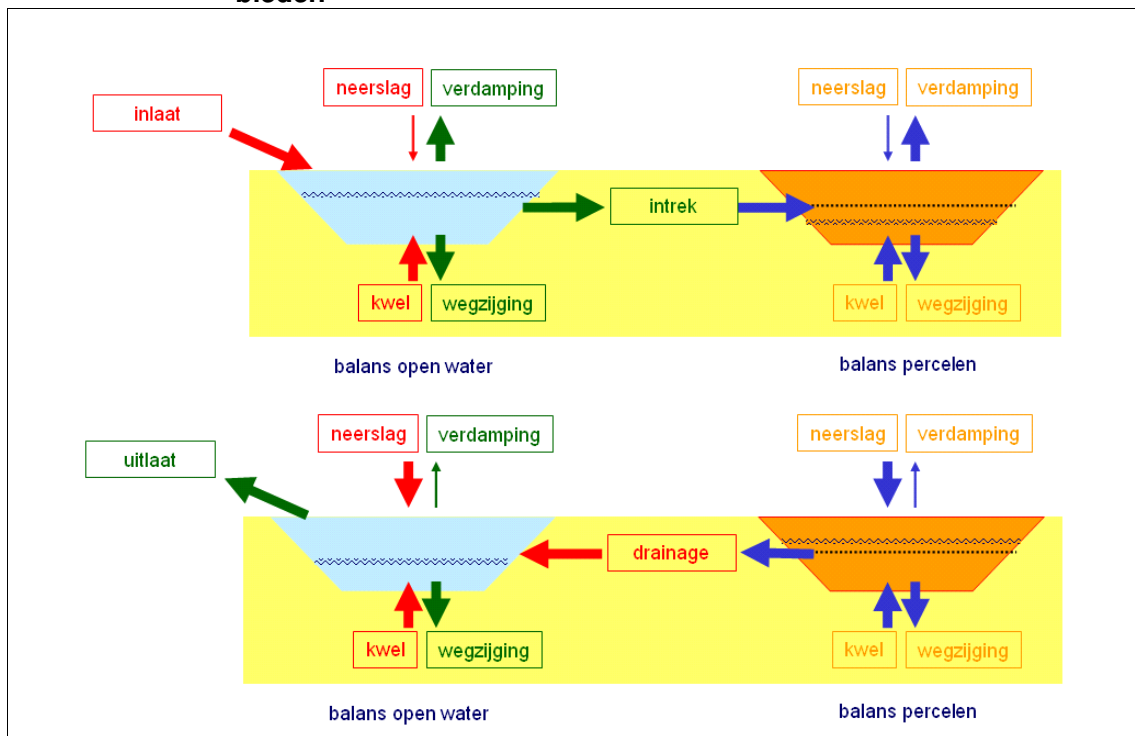 neerslag verdamping neerslag verdamping
inlaat
intrek
kwel wegzijging kwel wegzijging
balans open water balans percelen
neerslag verdamping neerslag verdamping
uitlaat
drainage
kwel wegzijging kwel wegzijging
balans open water balans percelen